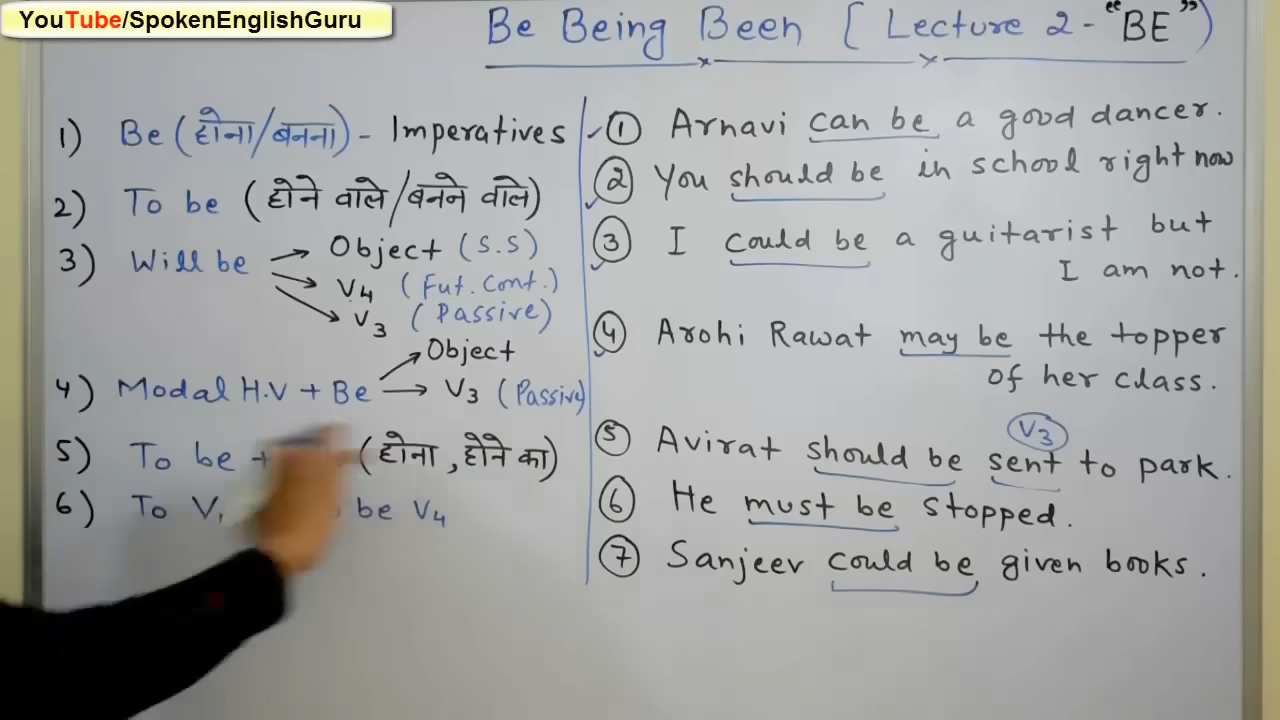 YouTube/SpokenEnglishGuru
Be Being Been [ Lecture 2 - "BE" )
1) Be (होना/बनना) - Imperatives
2) To be (होने वाले/बनने वाले)
3) Will be → Object (S.S)
→ V4 (Fut. Cont.)
→ V3 (Passive)
4) Modal H.V + Be → Object
→ V3 (Passive)
5) To be + (होना, होने का)
6) To V1 be V4
① Arnavi can be a good dancer.
② You should be in school right now
③ I could be a guitarist but
I am not.
④ Arohi Rawat may be the topper
of her class.
V3
⑤ Avirat should be sent to park.
⑥ He must be stopped.
⑦ Sanjeev could be given books.